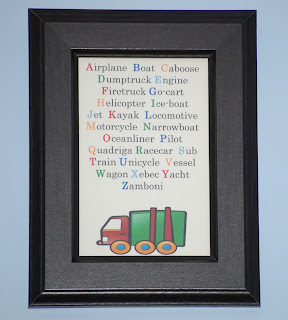 Airplane Boat Caboose
Dumptruck Engine
Firetruck Go-cart
Helicopter Ice-boat
Jet Kayak Locomotive
Motorcycle Narrowboat
Oceanliner Pilot
Quadriga Racecar Sub
Train Unicycle Vessel
Wagon Xebec Yacht
Zamboni